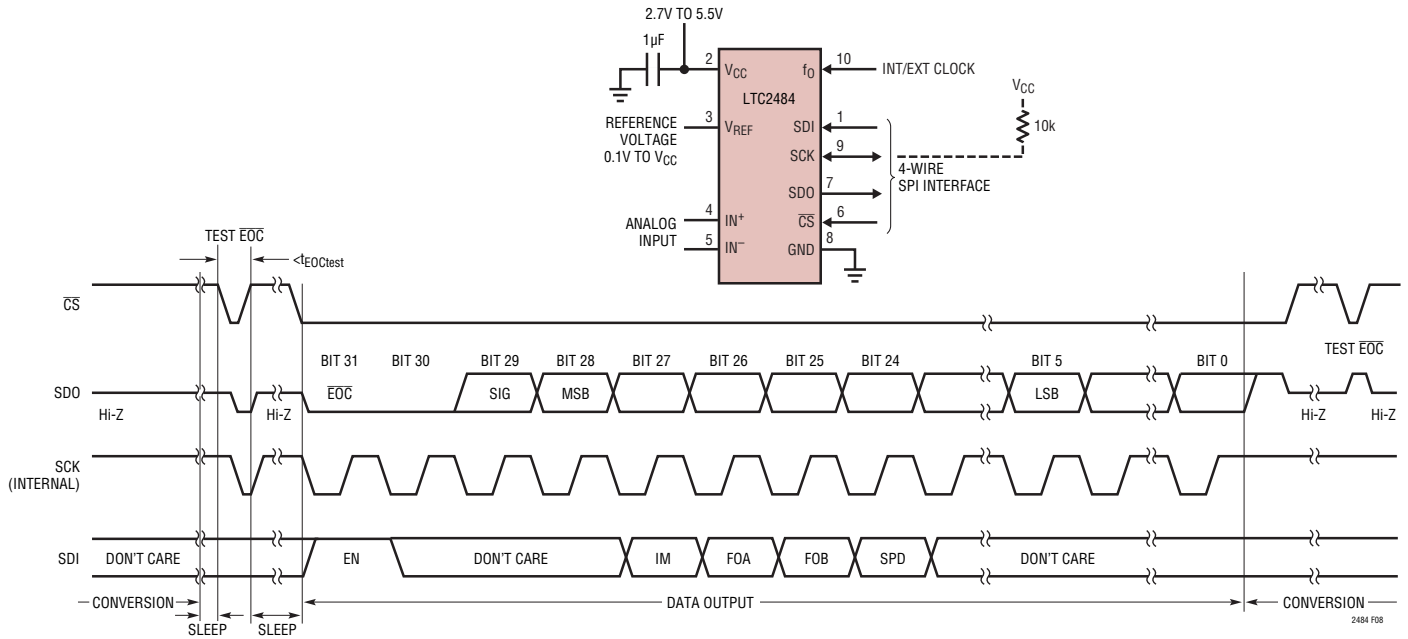 2.7V TO 5.5V
1µF
2
VCC
fO
10
INT/EXT CLOCK
LTC2484
VCC
10k
REFERENCE
VOLTAGE
0.1V TO VCC
3
VREF
SDI
1
SCK
9
4-WIRE
SPI INTERFACE
SDO
7
ANALOG
INPUT
4
IN+
CS
6
5
IN−
GND
8
TEST EOC
<tEOCtest
CS
BIT 31
BIT 30
BIT 29
BIT 28
BIT 27
BIT 26
BIT 25
BIT 24
BIT 5
BIT 0
TEST EOC
SDO
EOC
SIG
MSB
LSB
Hi-Z
Hi-Z
Hi-Z
Hi-Z
SCK
(INTERNAL)
SDI
DON'T CARE
EN
DON'T CARE
IM
FOA
FOB
SPD
DON'T CARE
CONVERSION
DATA OUTPUT
CONVERSION
SLEEP
SLEEP
2484 F08